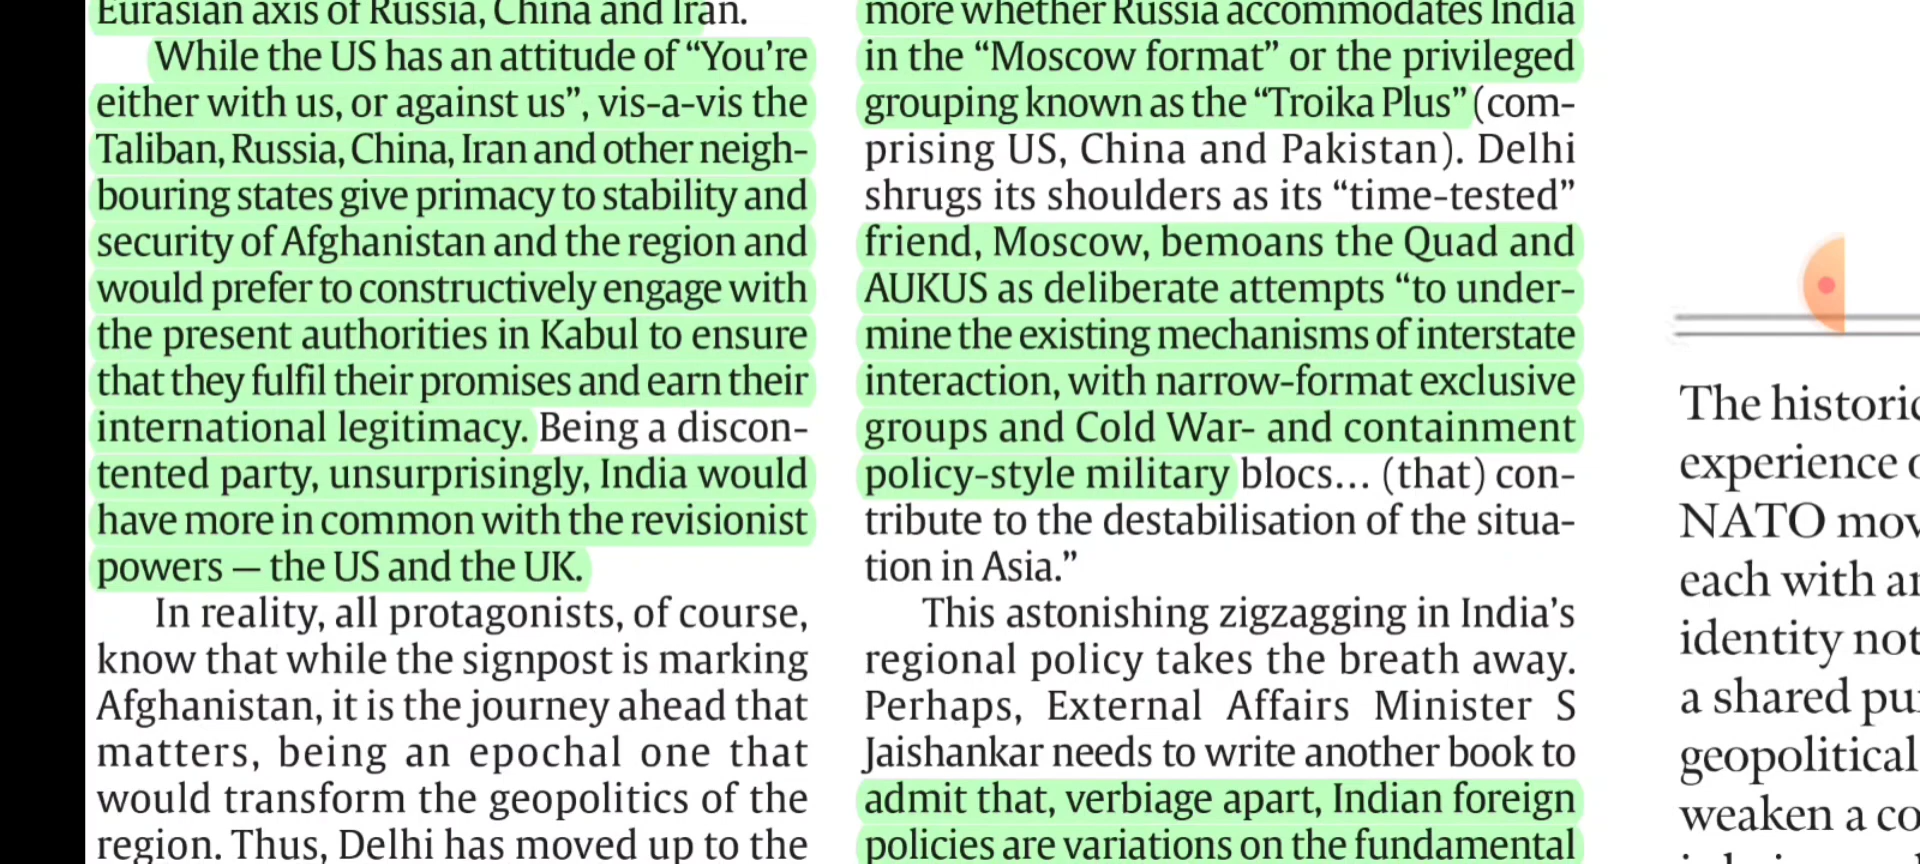 Eurasian axis of Russia, China and Iran.
While the US has an attitude of “You’re
either with us, or against us”, vis-a-vis the
Taliban, Russia, China, Iran and other neigh-
bouring states give primacy to stability and
security of Afghanistan and the region and
would prefer to constructively engage with
the present authorities in Kabul to ensure
that they fulfil their promises and earn their
international legitimacy. Being a discon-
tented party, unsurprisingly, India would
have more in common with the revisionist
powers — the US and the UK.
In reality, all protagonists, of course,
know that while the signpost is marking
Afghanistan, it is the journey ahead that
matters, being an epochal one that
would transform the geopolitics of the
region. Thus, Delhi has moved up to the
more whether Russia accommodates India
in the “Moscow format” or the privileged
grouping known as the “Troika Plus” (com-
prising US, China and Pakistan). Delhi
shrugs its shoulders as its “time-tested”
friend, Moscow, bemoans the Quad and
AUKUS as deliberate attempts “to under-
mine the existing mechanisms of interstate
interaction, with narrow-format exclusive
groups and Cold War- and containment
policy-style military blocs... (that) con-
tribute to the destabilisation of the situa-
tion in Asia.”
This astonishing zigzagging in India’s
regional policy takes the breath away.
Perhaps, External Affairs Minister S
Jaishankar needs to write another book to
admit that, verbiage apart, Indian foreign
policies are variations on the fundamental
The historic
experience
NATO
each with
identity not
a shared
geopolitical
weaken a